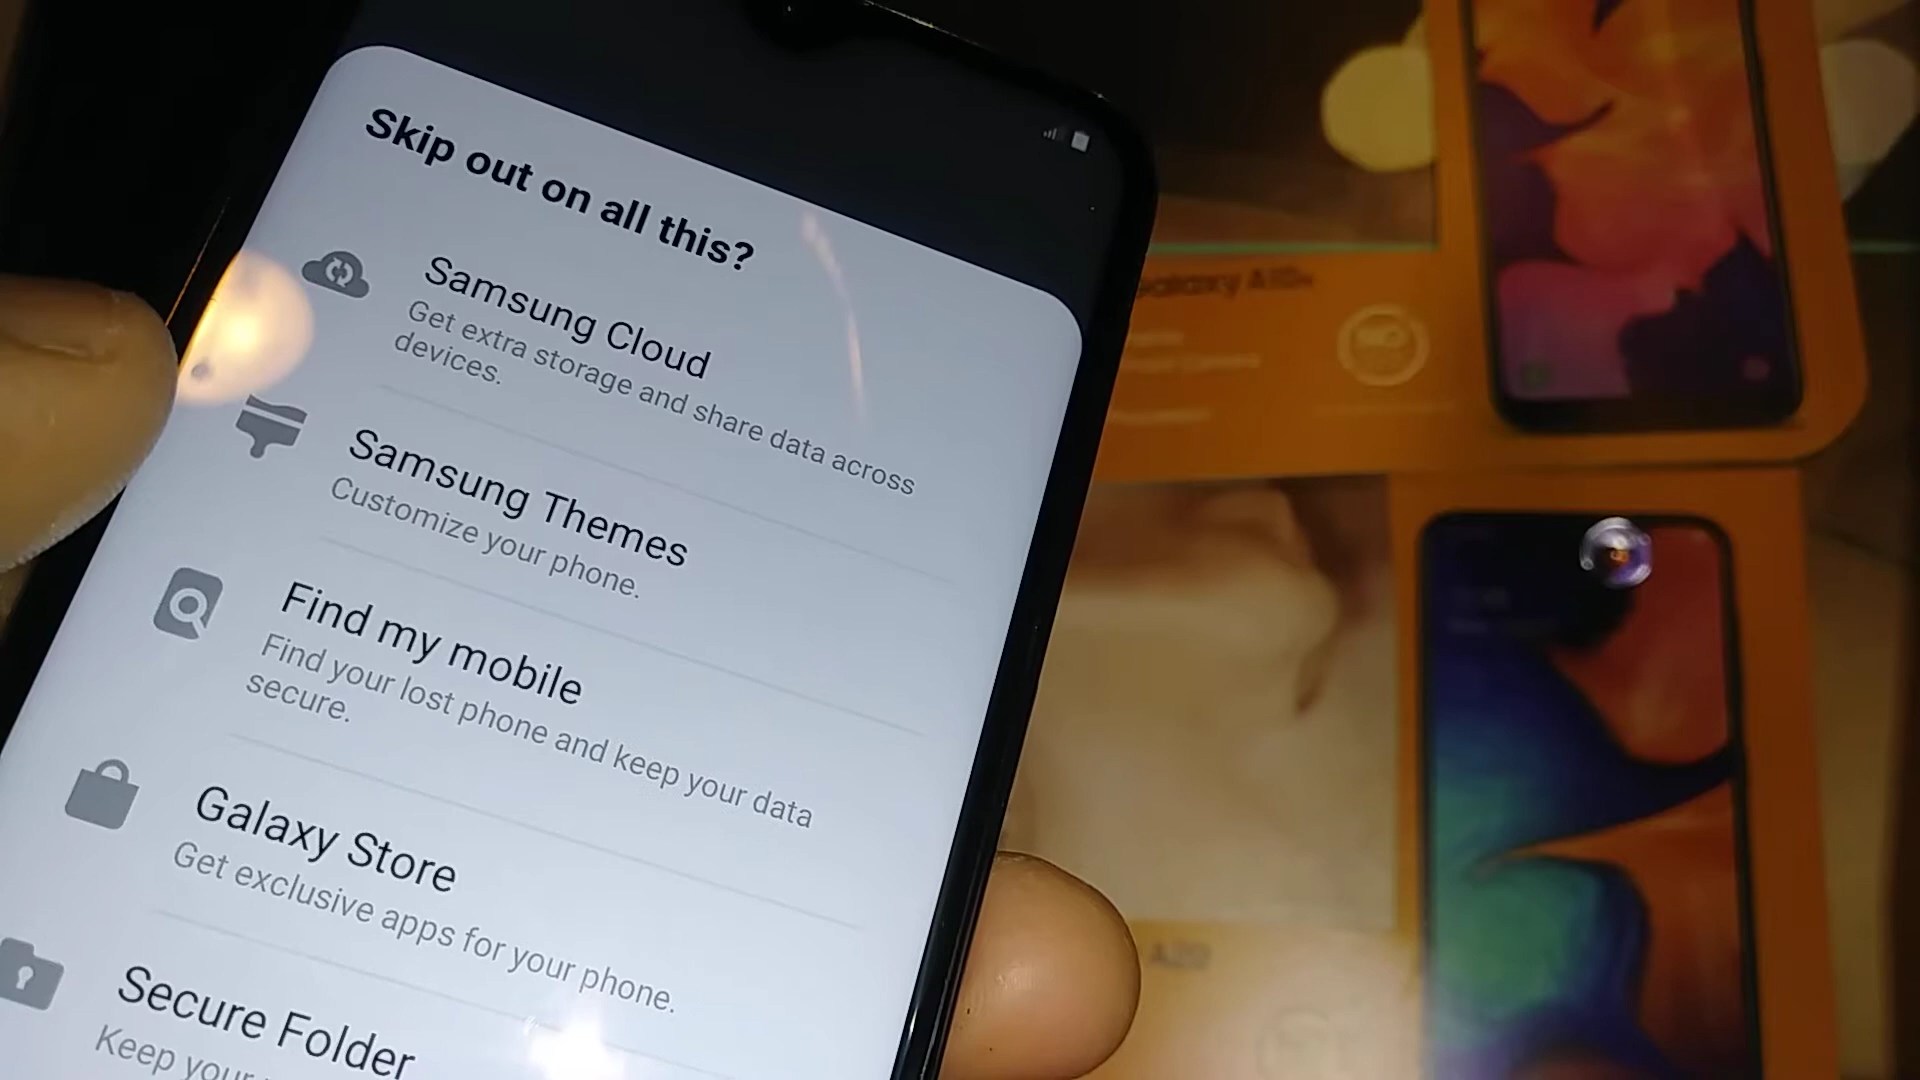 Skip out on all this?
Samsung Cloud
Get extra storage and share data across
devices.
Samsung Themes
Customize your phone.
Find my mobile
Find your lost phone and keep your data
secure.
Galaxy Store
Get exclusive apps for your phone.
Secure Folder
Keep your
Galaxy
A20